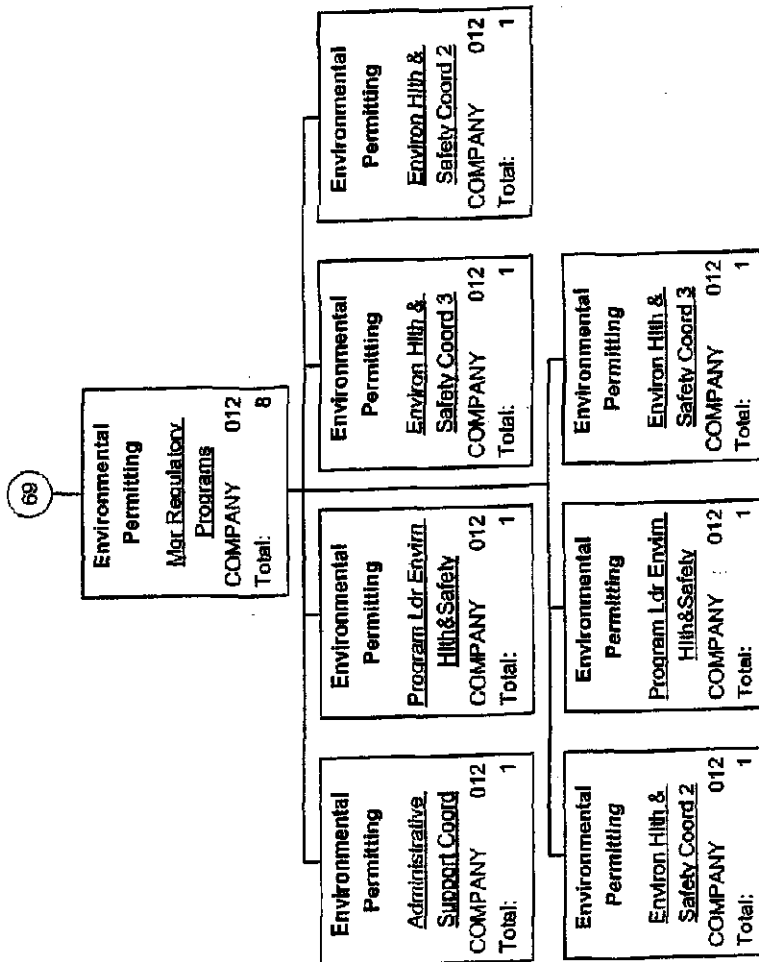 69
Environmental
Permitting
Mgr Regulatory
Programs
COMPANY 012
Total: 8
Environmental
Permitting
Administrative
Support Coord
COMPANY 012
Total: 1
Environmental
Permitting
Program Ldr Envirn
Hlth&Safety
COMPANY 012
Total: 1
Environmental
Permitting
Environ Hlth &
Safety Coord 3
COMPANY 012
Total: 1
Environmental
Permitting
Environ Hlth &
Safety Coord 2
COMPANY 012
Total: 1
Environmental
Permitting
Environ Hlth &
Safety Coord 2
COMPANY 012
Total: 1
Environmental
Permitting
Program Ldr Envirn
Hlth&Safety
COMPANY 012
Total: 1
Environmental
Permitting
Environ Hlth &
Safety Coord 3
COMPANY 012
Total: 1